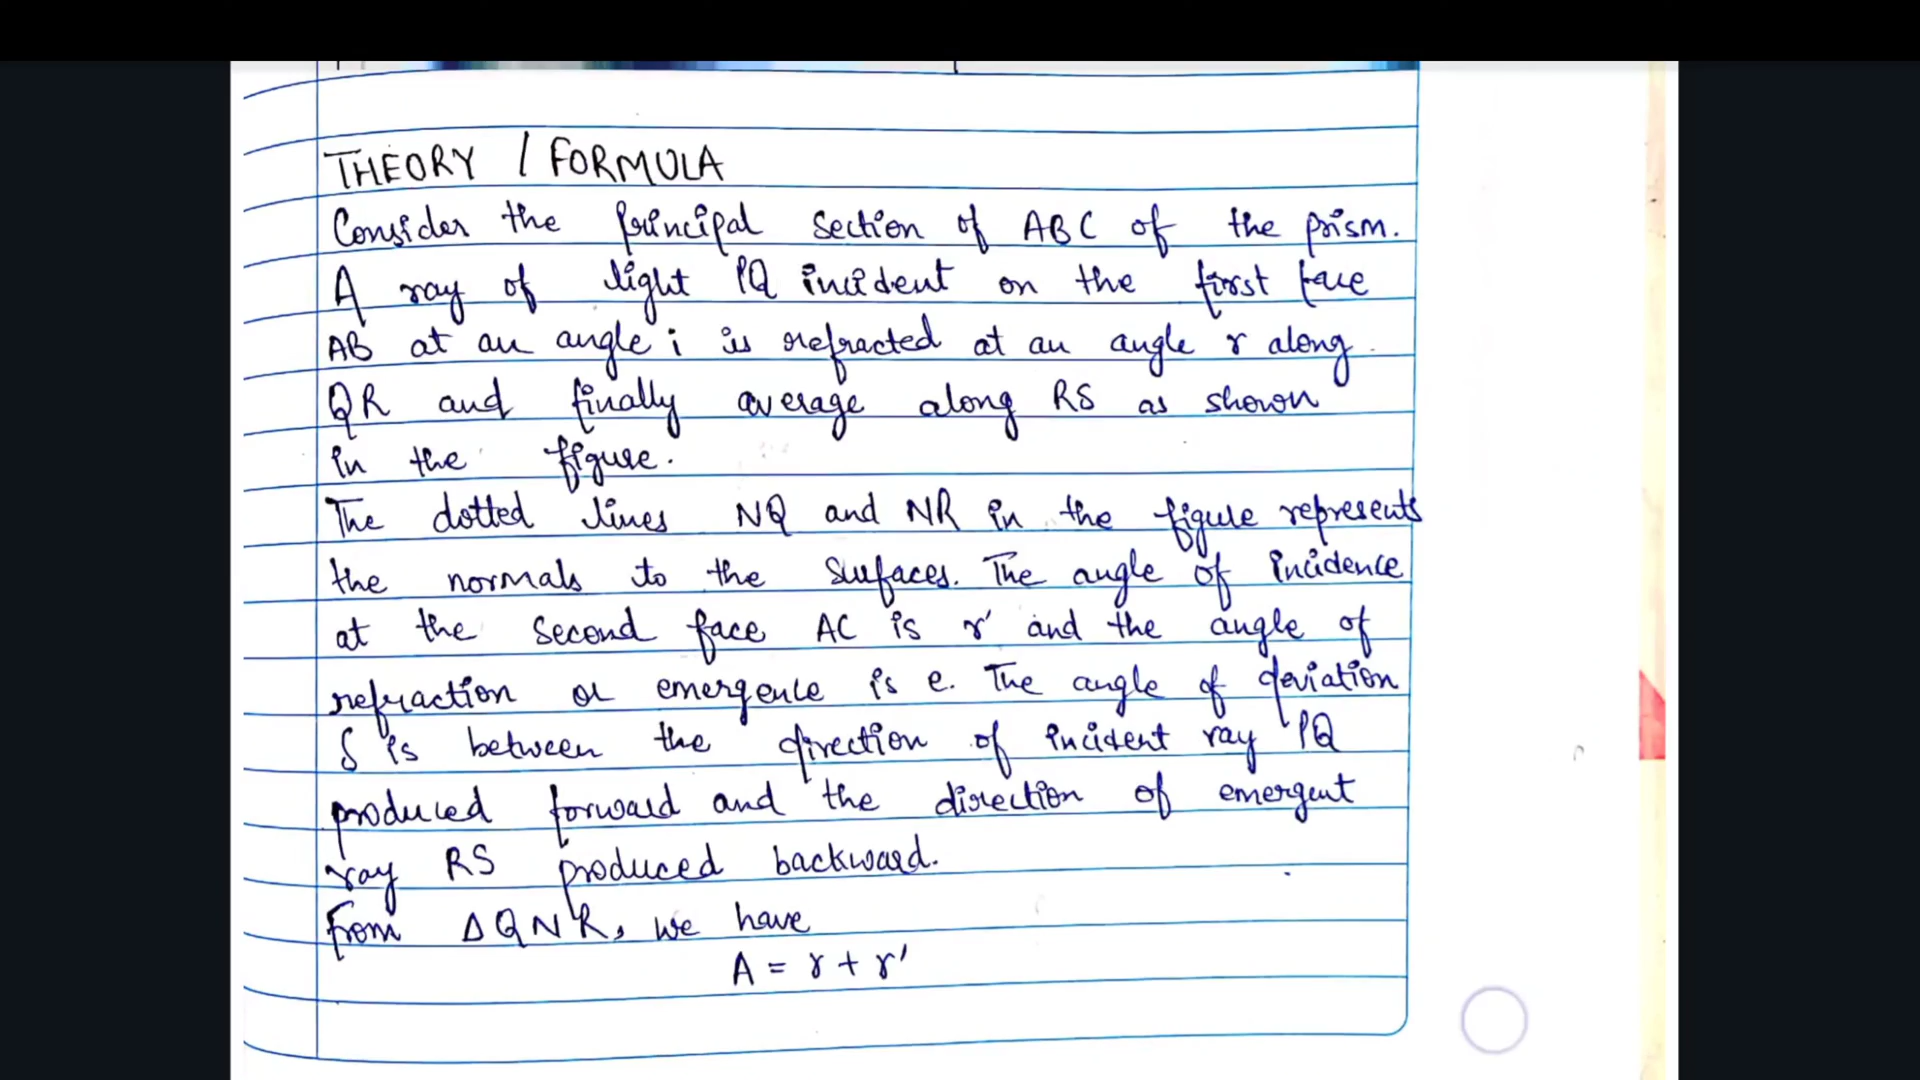 THEORY / FORMULA
Consider the principal section of ABC of the prism.
A ray of light PQ incident on the first face
AB at an angle i is refracted at an angle r along
QR and finally average along RS as shown
in the figure.
The dotted lines NQ and NR in the figure represents
the normals to the surfaces. The angle of incidence
at the second face AC is r' and the angle of
refraction or emergence is e. The angle of deviation
δ is between the direction of incident ray PQ
produced forward and the direction of emergent
ray RS produced backward.
From ΔQNR, we have
A = r + r'